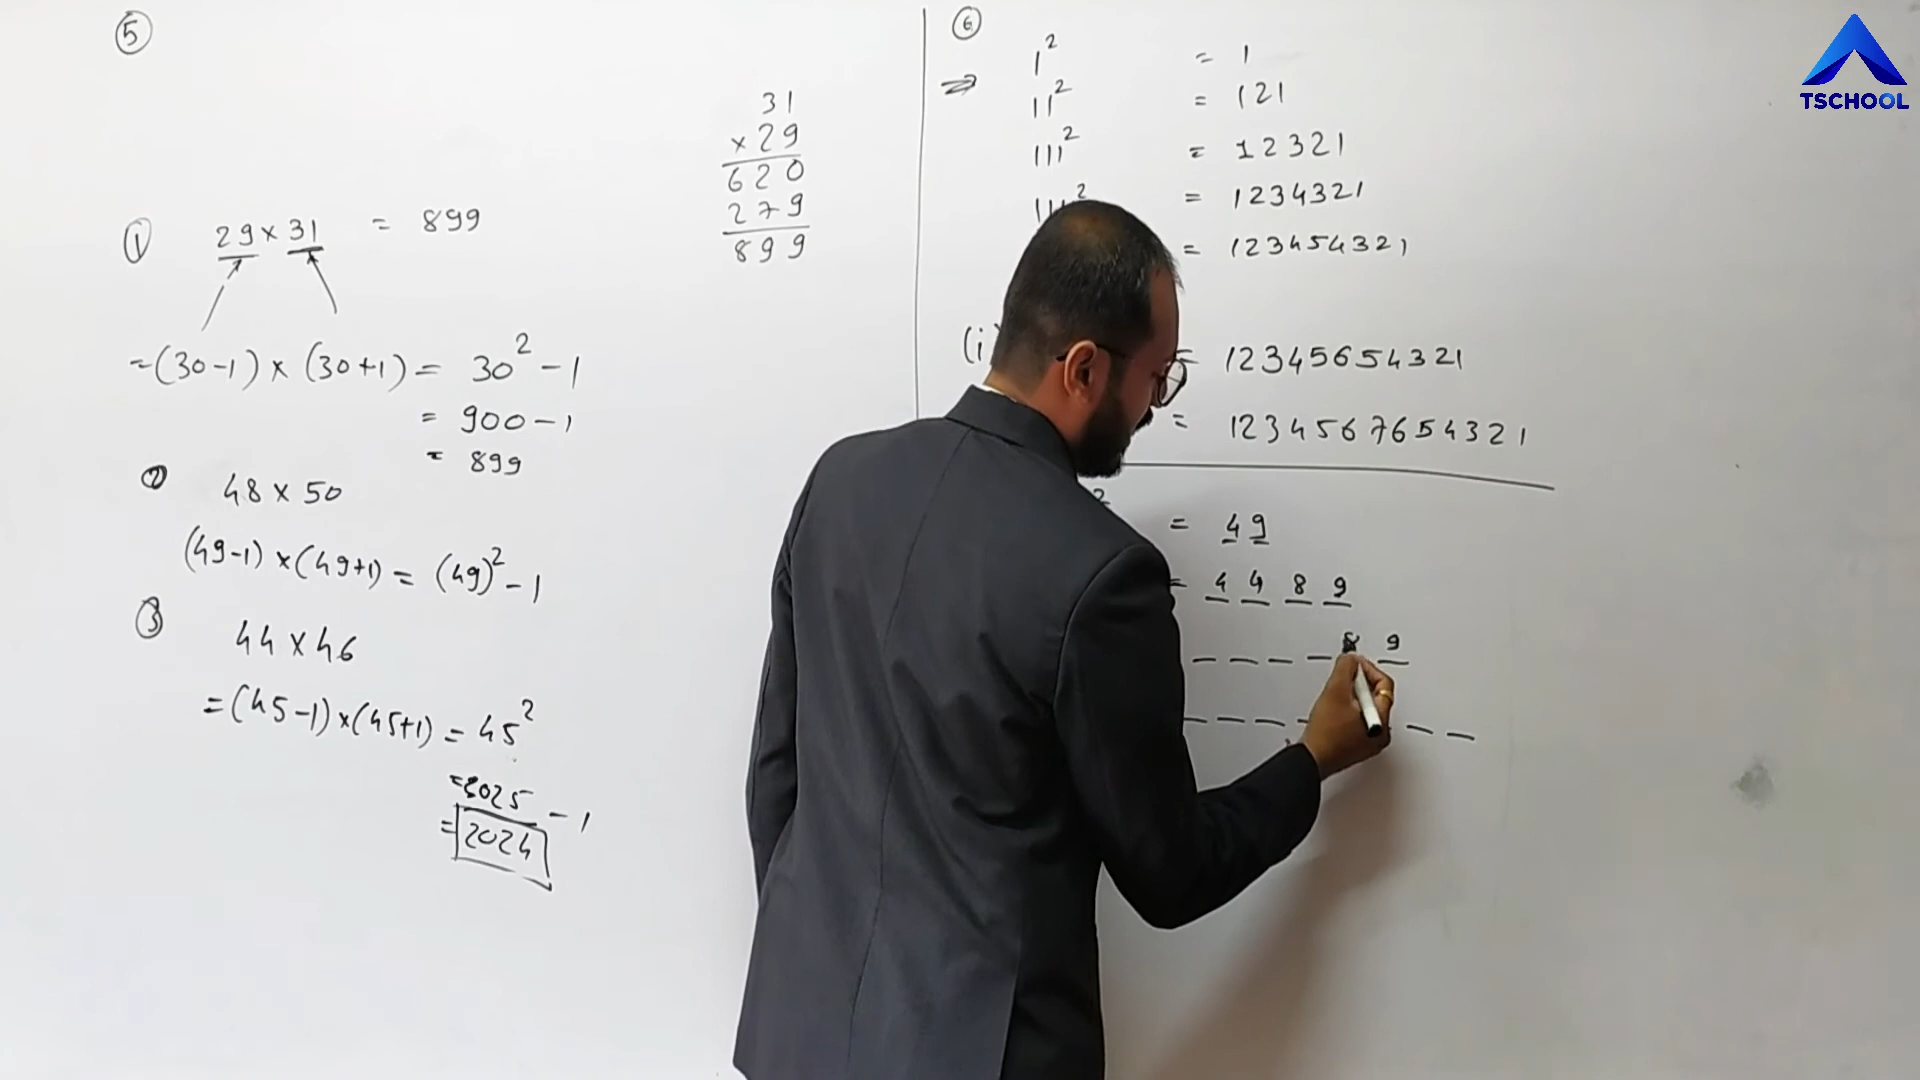 5
31
× 29
620
279
899
1 29 × 31 = 899
= (30-1) × (30+1) = 30² - 1
= 900 - 1
= 899
2 48 × 50
(49-1) × (49+1) = (49)² - 1
3 44 × 46
= (45-1) × (45+1) = 45²
= 2025 - 1
= 2024
6
1² = 1
11² = 121
111² = 12321
= 1234321
= 123454321
(i) = 12345654321
= 1234567654321
² = 49
= 4489
9
TSCHOOL